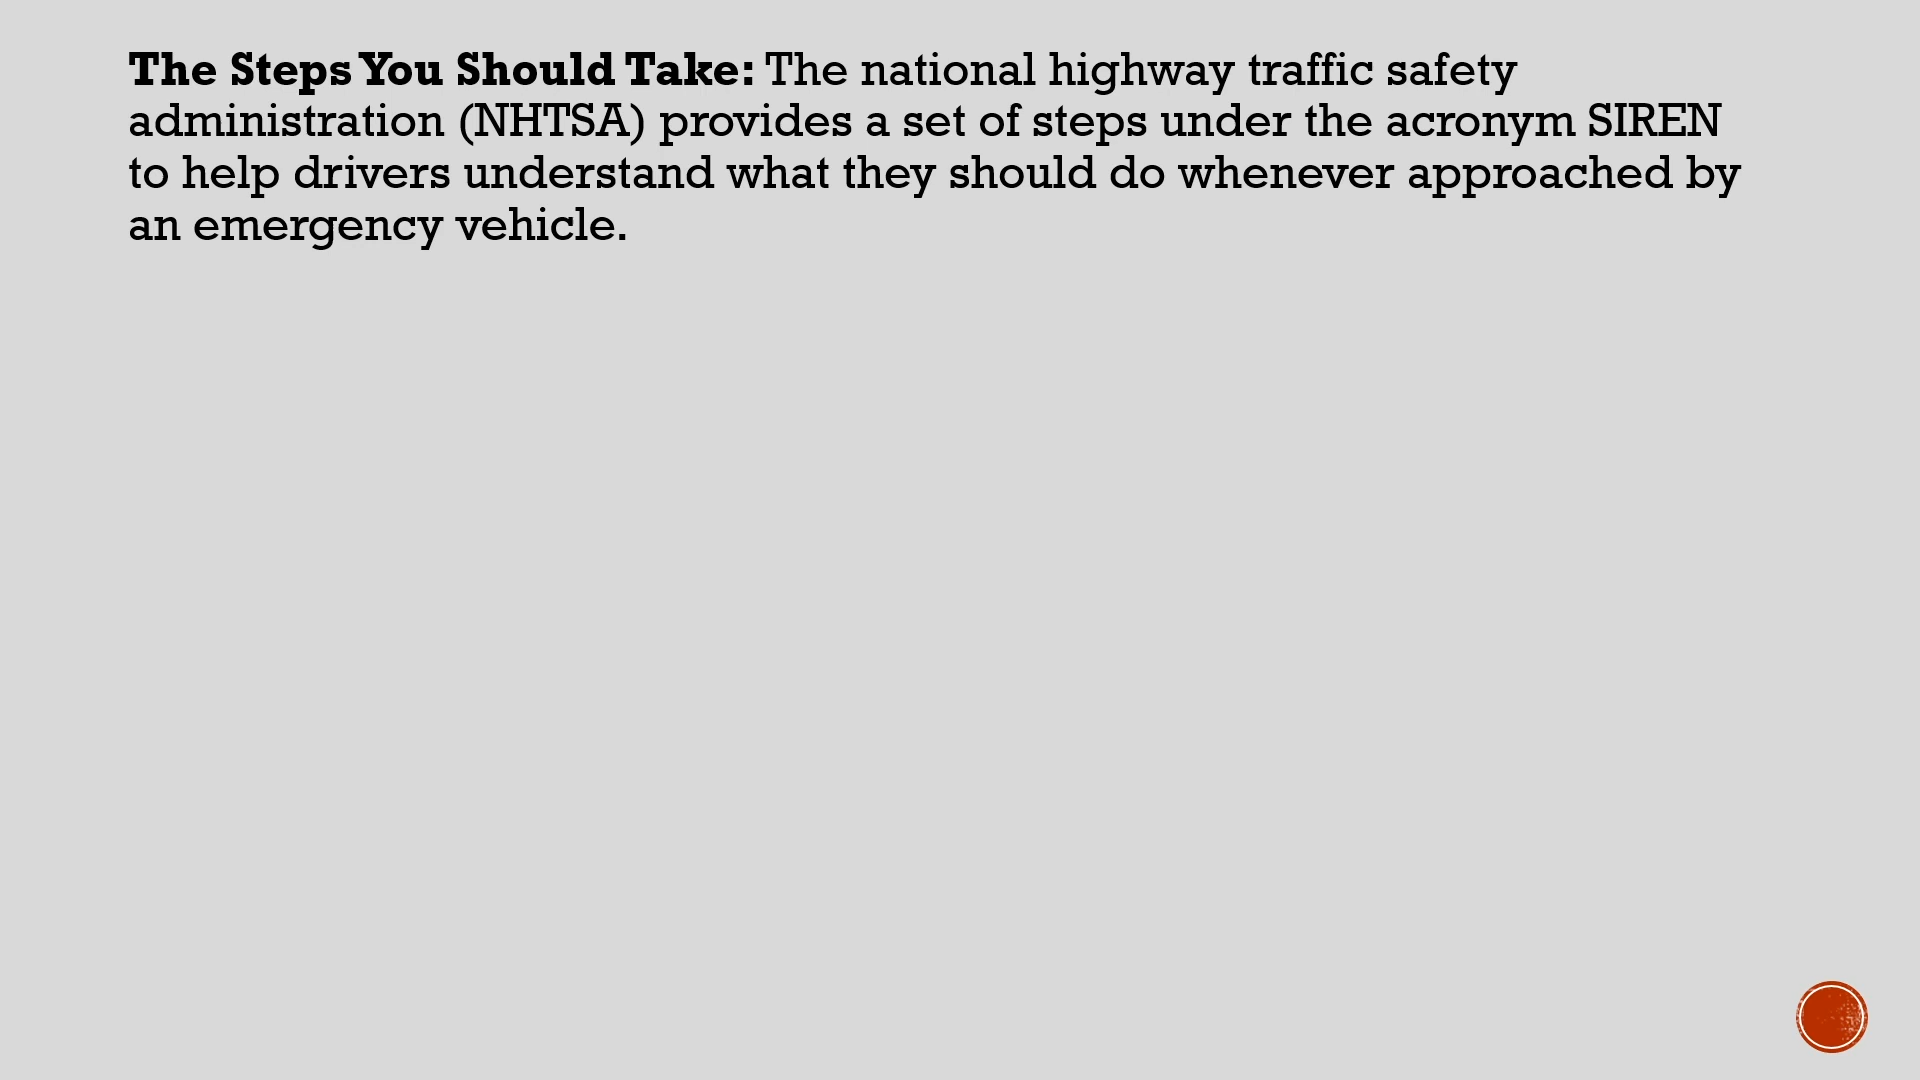 The Steps You Should Take: The national highway traffic safety
administration (NHTSA) provides a set of steps under the acronym SIREN
to help drivers understand what they should do whenever approached by
an emergency vehicle.